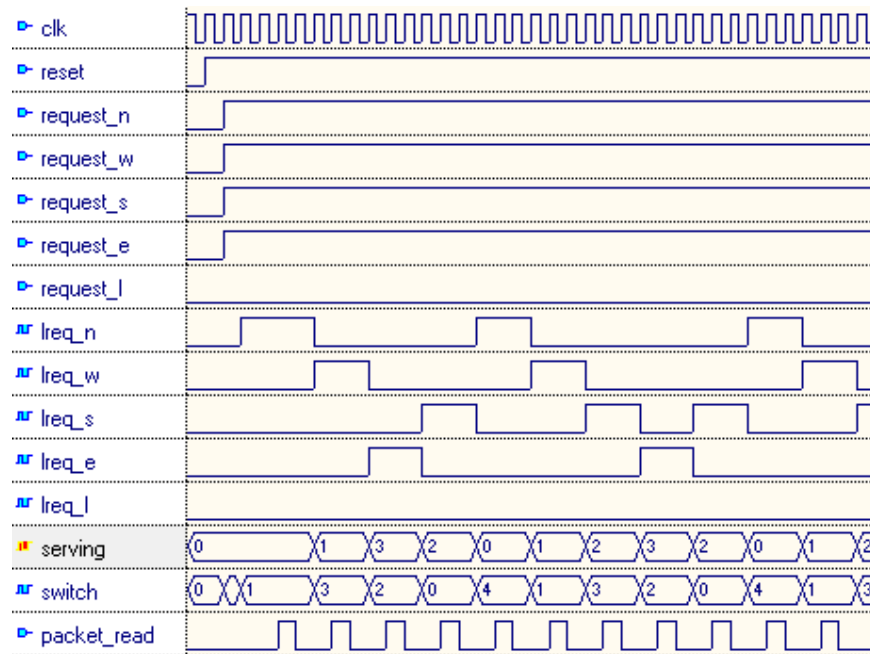 clk
reset
request_n
request_w
request_s
request_e
request_l
lreq_n
lreq_w
lreq_s
lreq_e
lreq_l
serving 0 1 3 2 0 1 2 3 2 0 1 2
switch 0 1 3 2 0 4 1 3 2 0 4 1 3
packet_read